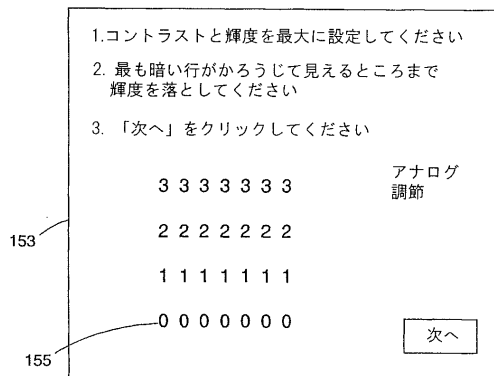 1.コントラストと輝度を最大に設定してください
2. 最も暗い行がかろうじて見えるところまで
輝度を落としてください
3. 「次へ」をクリックしてください
アナログ
調節
3 3 3 3 3 3 3
2 2 2 2 2 2 2
153
1 1 1 1 1 1 1
0 0 0 0 0 0 0
次へ
155